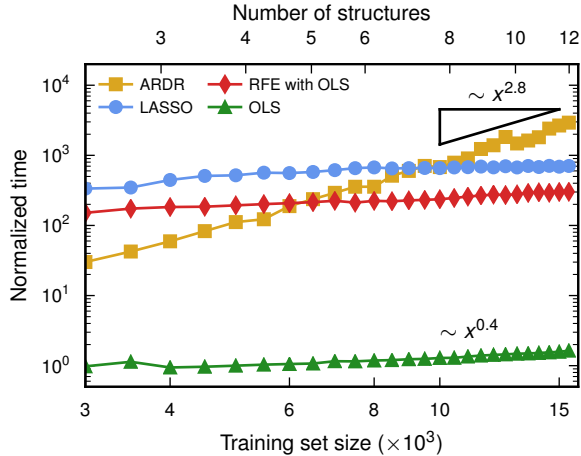 Number of structures
3 4 5 6 8 10 12
10^4
10^3
10^2
10^1
10^0
Normalized time
ARDR
LASSO
RFE with OLS
OLS
∼ x^2.8
∼ x^0.4
3 4 6 8 10 15
Training set size (×10^3)